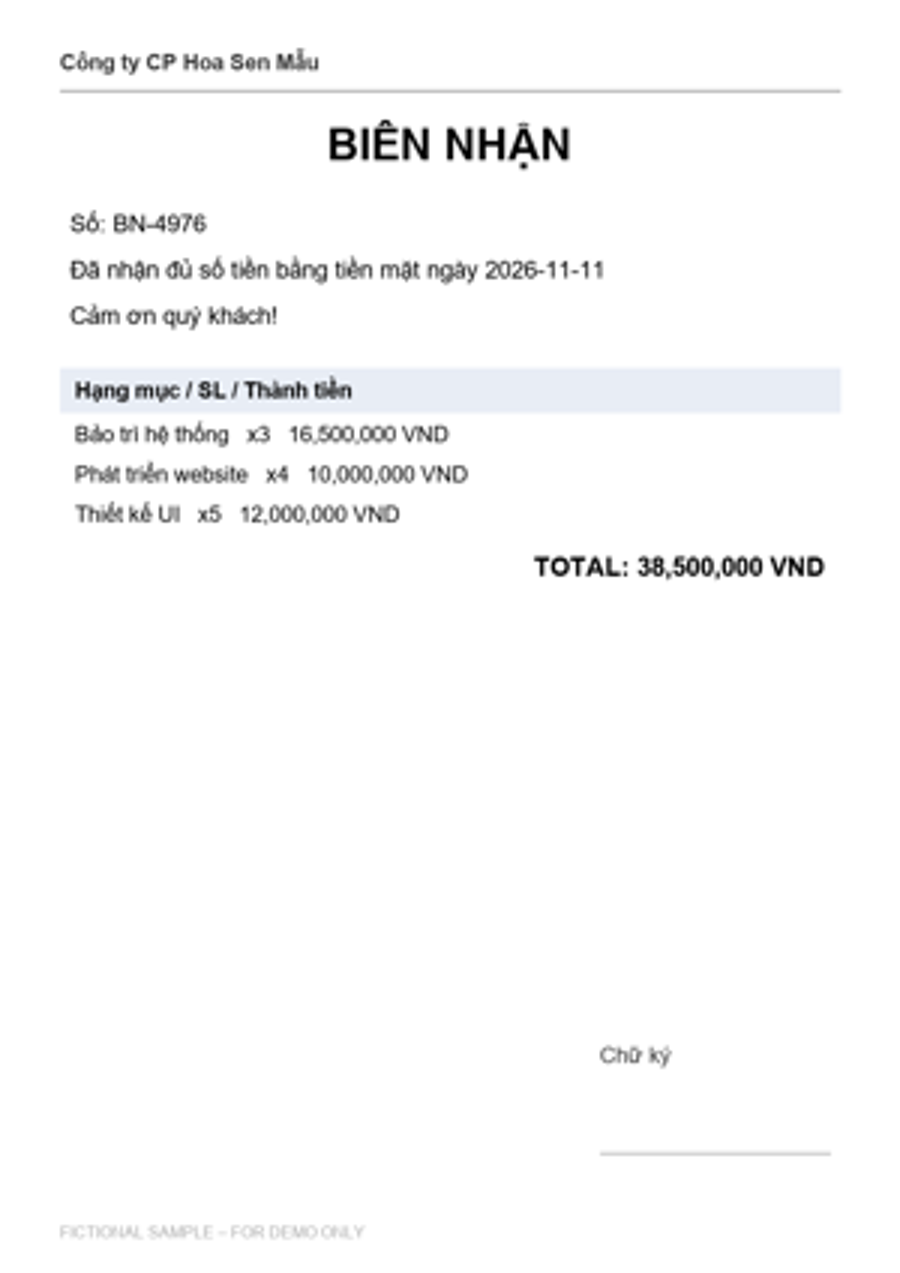 Công ty CP Hoa Sen Mẫu
BIÊN NHẬN
Số: BN-4976
Đã nhận đủ số tiền bằng tiền mặt ngày 2026-11-11
Cảm ơn quý khách!
Hạng mục / SL / Thành tiền
Bảo trì hệ thống x3 16,500,000 VND
Phát triển website x4 10,000,000 VND
Thiết kế UI x5 12,000,000 VND
TOTAL: 38,500,000 VND
Chữ ký
FICTIONAL SAMPLE – FOR DEMO ONLY